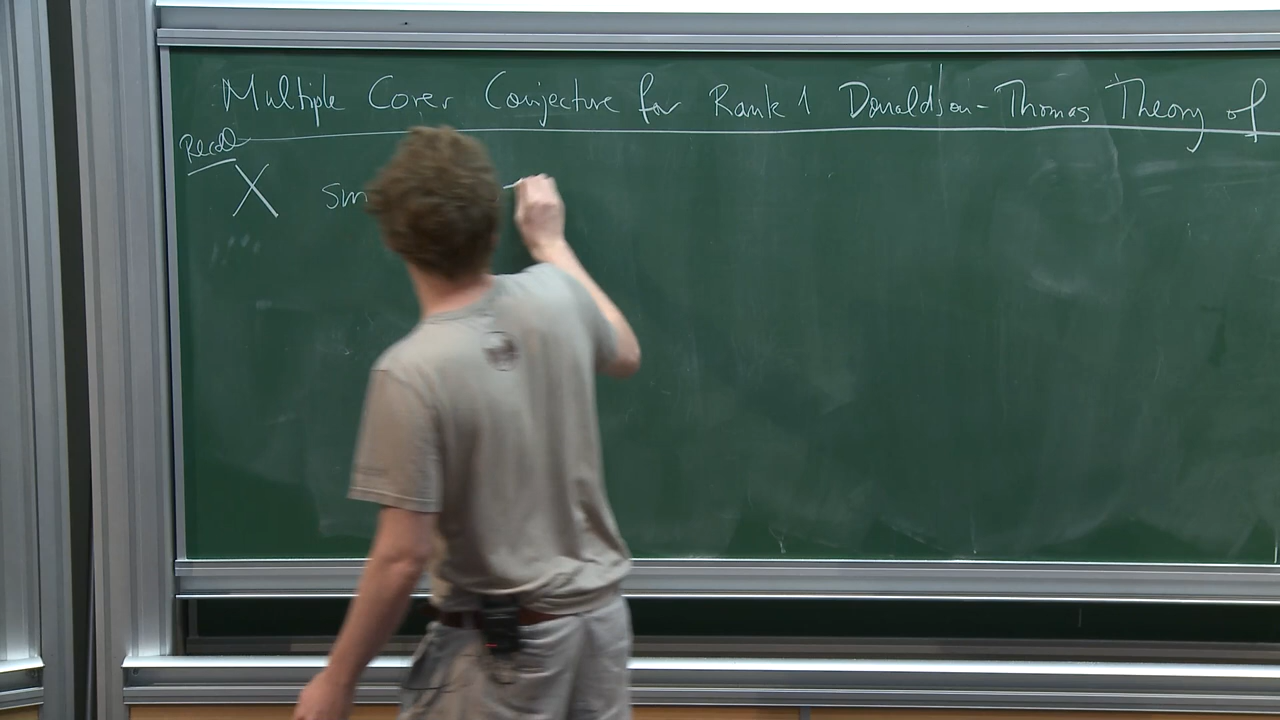 Multiple Cover Conjecture for Rank 1 Donaldson-Thomas Theory of
Recall
X sm